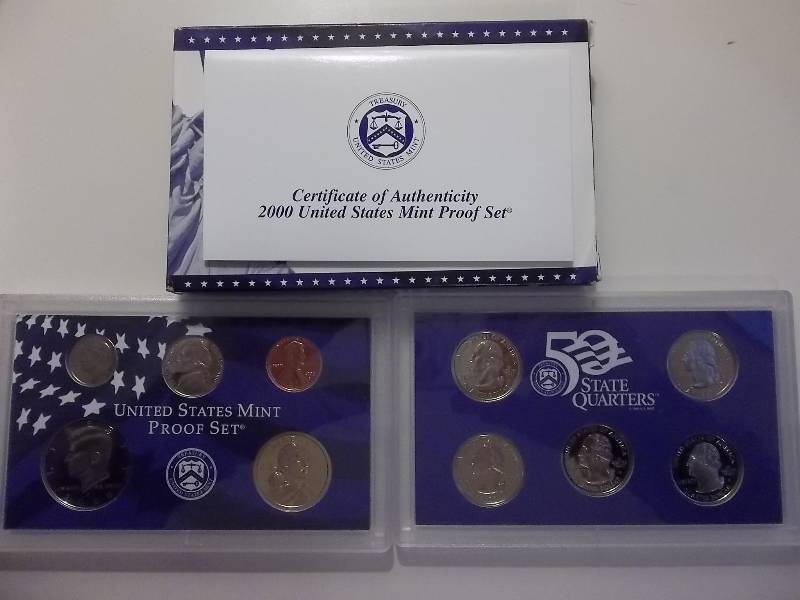 TREASURY
UNITED STATES MINT
Certificate of Authenticity
2000 United States Mint Proof Set®
UNITED STATES MINT
PROOF SET®
50
STATE
QUARTERS™